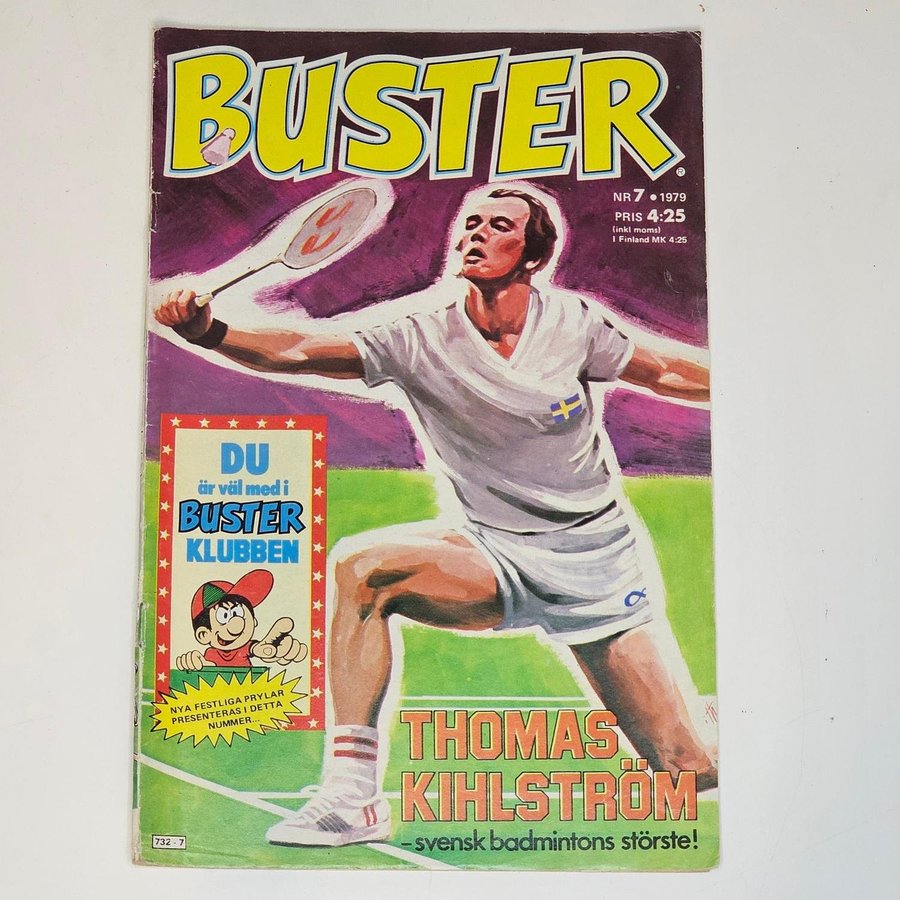 BUSTER
®
NR 7 • 1979
PRIS 4:25
(inkl moms)
I Finland MK 4:25
DU
är väl med i
BUSTER
KLUBBEN
NYA FESTLIGA PRYLAR
PRESENTERAS I DETTA
NUMMER...
THOMAS
KIHLSTRÖM
–svensk badmintons störste!
732 - 7